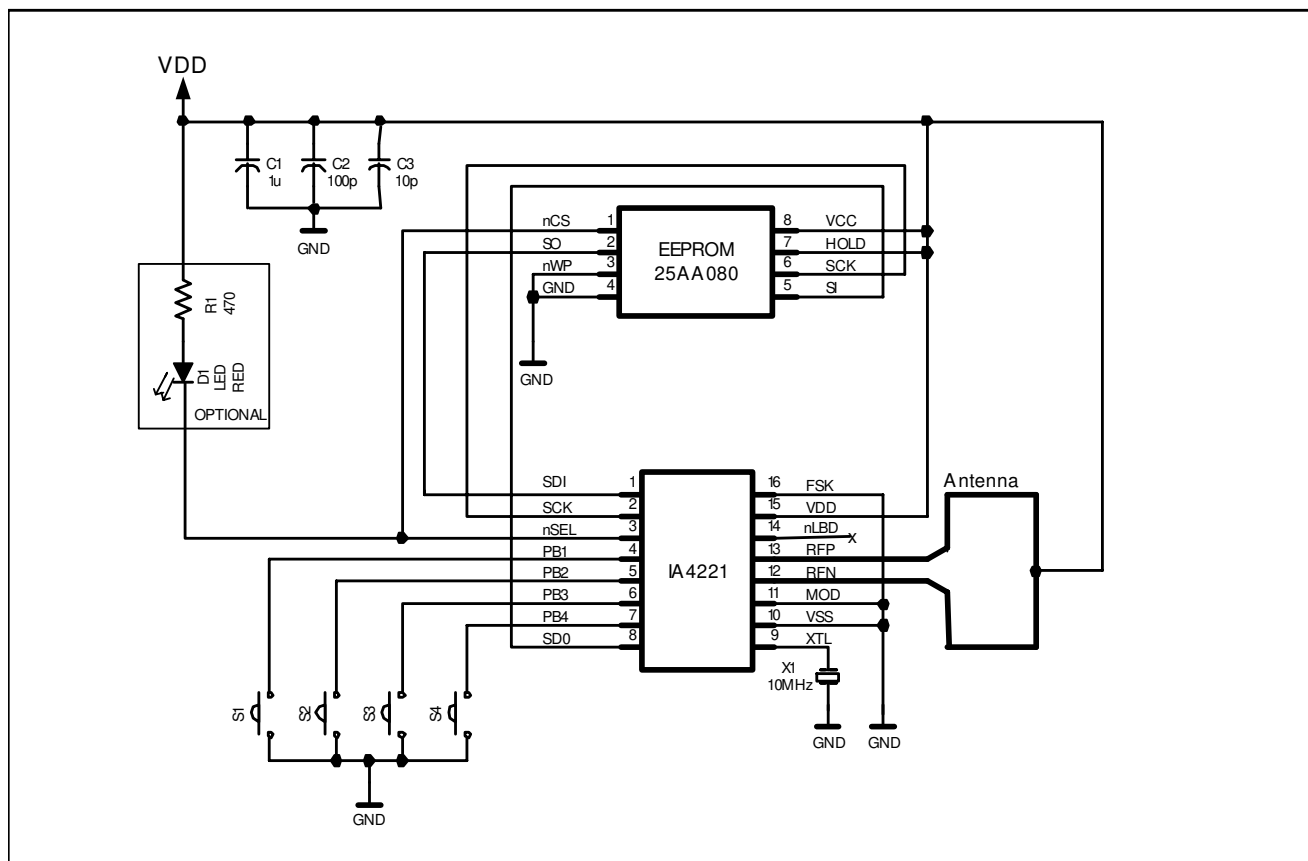 VDD
C1
1u
C2
100p
C3
10p
GND
R1
470
D1
LED
RED
OPTIONAL
nCS
1
SO
2
nWP
3
GND
4
EEPROM
25AA080
8
VCC
7
HOLD
6
SCK
5
SI
GND
SDI
1
SCK
2
nSEL
3
PB1
4
PB2
5
PB3
6
PB4
7
SD0
8
IA4221
16
FSK
15
VDD
14
nLBD
X
13
RFP
12
RFN
11
MOD
10
VSS
9
XTL
Antenna
X1
10MHz
GND
GND
S1
S2
S3
S4
GND